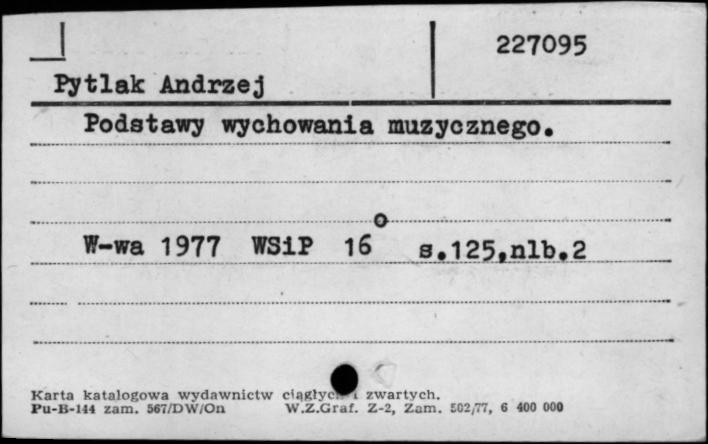 227095
Pytlak Andrzej
Podstawy wychowania muzycznego.
W-wa 1977 WSiP 16° s.125,nlb.2
Karta katalogowa wydawnictw ciągłych i zwartych.
Pu-B-144 zam. 567/DW/On W.Z.Graf. Z-2, Zam. 502/77, 6 400 000